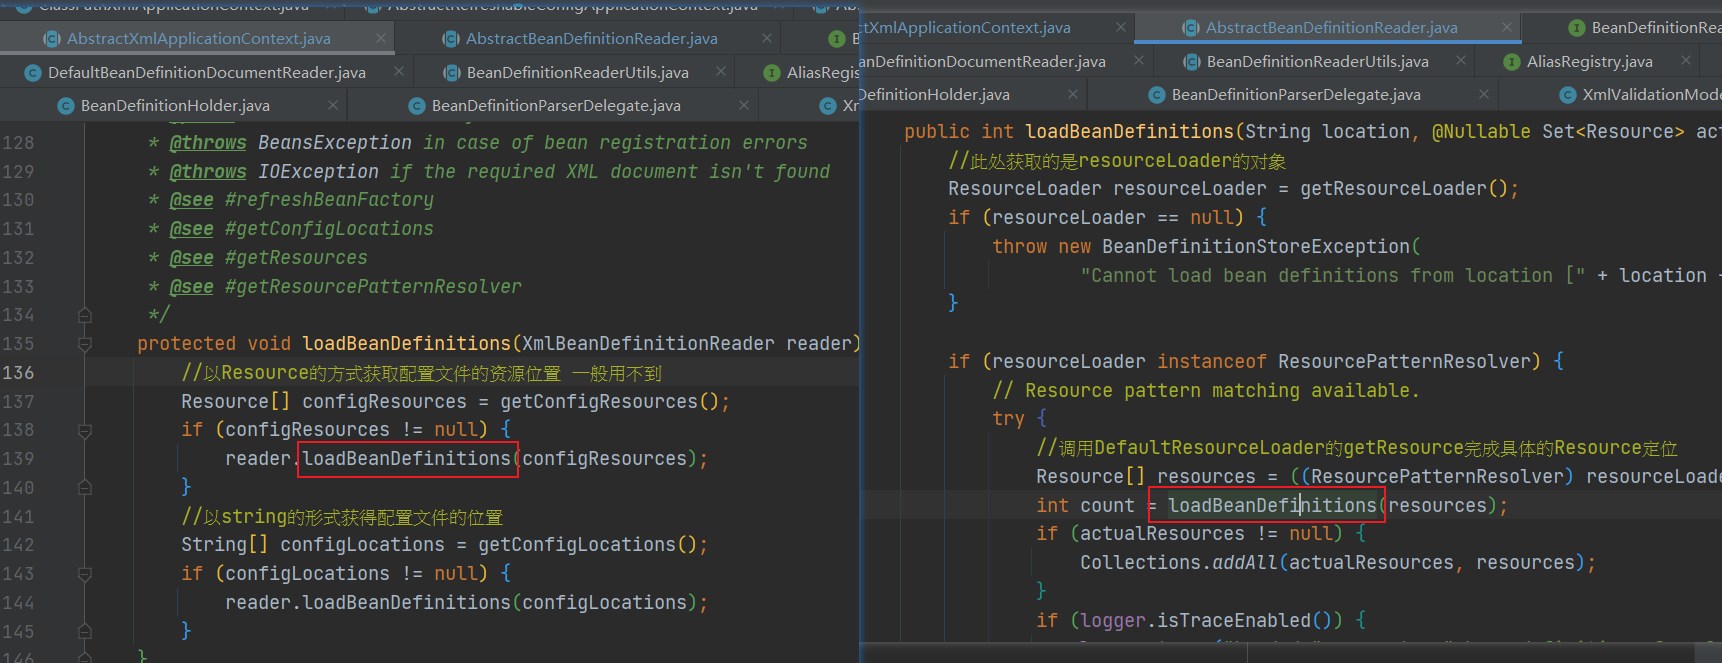 AbstractXmlApplicationContext.java
AbstractBeanDefinitionReader.java
DefaultBeanDefinitionDocumentReader.java
BeanDefinitionReaderUtils.java
AliasRegis
BeanDefinitionHolder.java
BeanDefinitionParserDelegate.java
Xm
128 * @throws BeansException in case of bean registration errors
129 * @throws IOException if the required XML document isn't found
130 * @see #refreshBeanFactory
131 * @see #getConfigLocations
132 * @see #getResources
133 * @see #getResourcePatternResolver
134 */
135 protected void loadBeanDefinitions(XmlBeanDefinitionReader reader)
136 //以Resource的方式获取配置文件的资源位置 一般用不到
137 Resource[] configResources = getConfigResources();
138 if (configResources != null) {
139 reader.loadBeanDefinitions(configResources);
140 }
141 //以string的形式获得配置文件的位置
142 String[] configLocations = getConfigLocations();
143 if (configLocations != null) {
144 reader.loadBeanDefinitions(configLocations);
145 }
146 }
ctXmlApplicationContext.java
AbstractBeanDefinitionReader.java
BeanDefinitionRea
anDefinitionDocumentReader.java
BeanDefinitionReaderUtils.java
AliasRegistry.java
DefinitionHolder.java
BeanDefinitionParserDelegate.java
XmlValidationMode
public int loadBeanDefinitions(String location, @Nullable Set<Resource> act
//此处获取的是resourceLoader的对象
ResourceLoader resourceLoader = getResourceLoader();
if (resourceLoader == null) {
throw new BeanDefinitionStoreException(
"Cannot load bean definitions from location [" + location +
}
if (resourceLoader instanceof ResourcePatternResolver) {
// Resource pattern matching available.
try {
//调用DefaultResourceLoader的getResource完成具体的Resource定位
Resource[] resources = ((ResourcePatternResolver) resourceLoade
int count = loadBeanDefinitions(resources);
if (actualResources != null) {
Collections.addAll(actualResources, resources);
}
if (logger.isTraceEnabled()) {